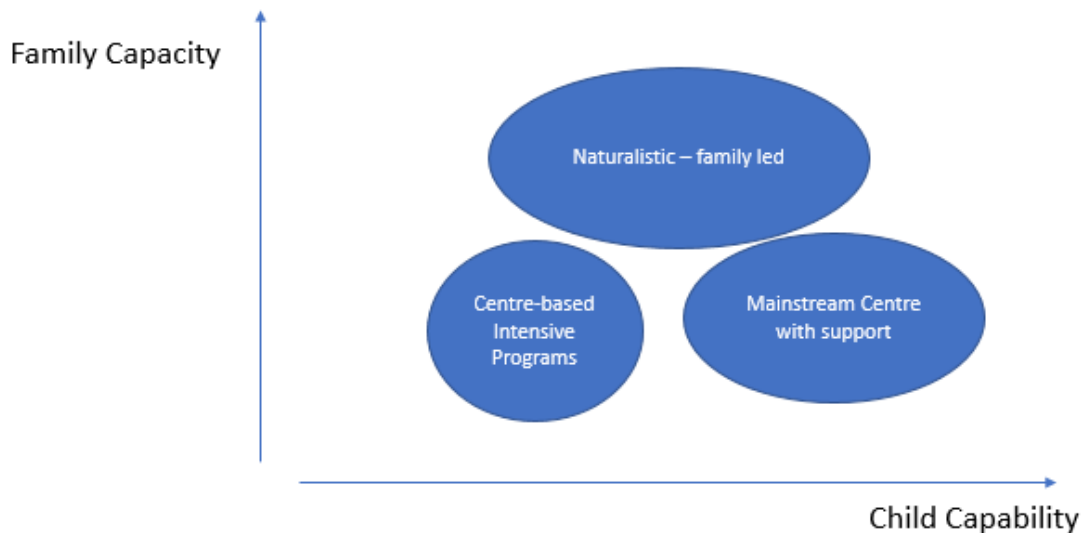 Family Capacity
Naturalistic – family led
Centre-based
Intensive
Programs
Mainstream Centre
with support
Child Capability